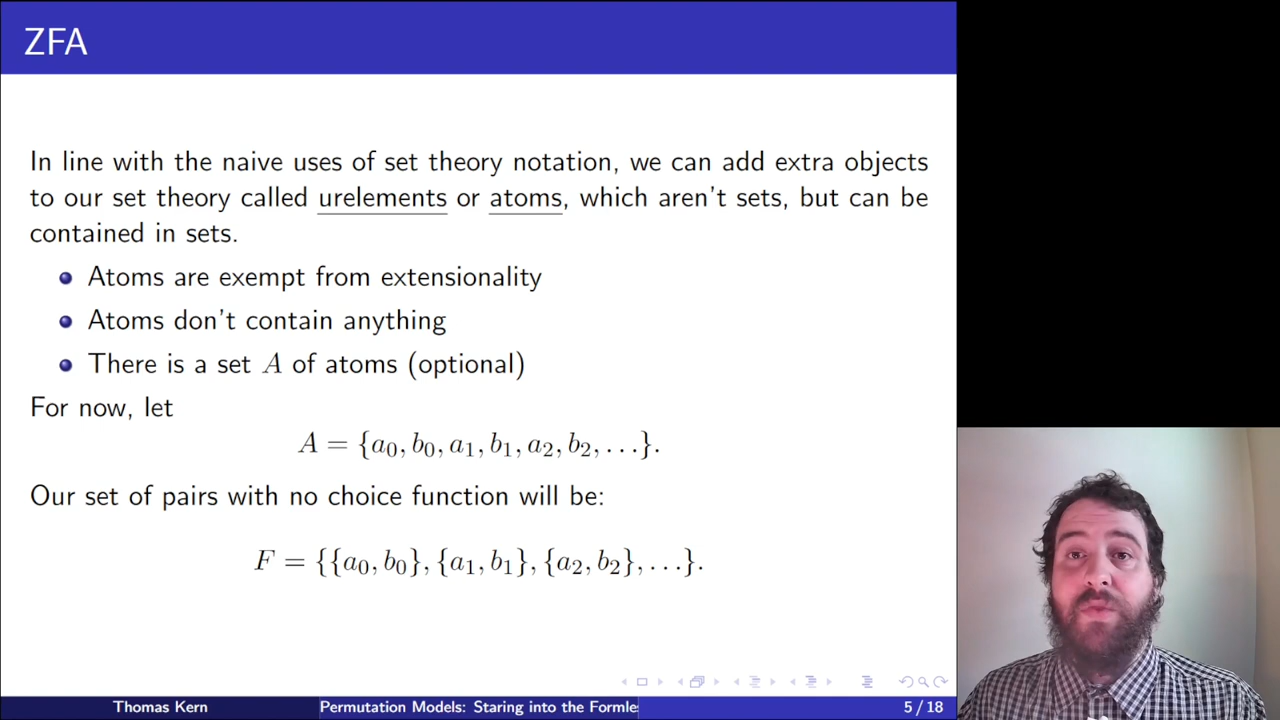 ZFA
In line with the naive uses of set theory notation, we can add extra objects
to our set theory called urelements or atoms, which aren't sets, but can be
contained in sets.
Atoms are exempt from extensionality
Atoms don't contain anything
There is a set A of atoms (optional)
For now, let
A = {a₀, b₀, a₁, b₁, a₂, b₂, . . .}.
Our set of pairs with no choice function will be:
F = {{a₀, b₀}, {a₁, b₁}, {a₂, b₂}, . . .}.
Thomas Kern
Permutation Models: Staring into the Formle
5 / 18